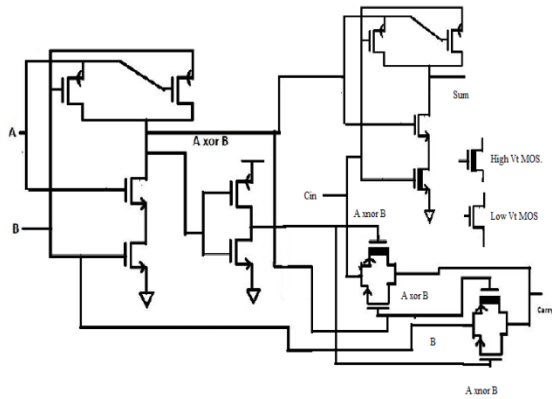 Sum
A
A xor B
High Vt MOS.
Cin
A xnor B
Low Vt MOS
B
A xor B
Carry
B
A xnor B